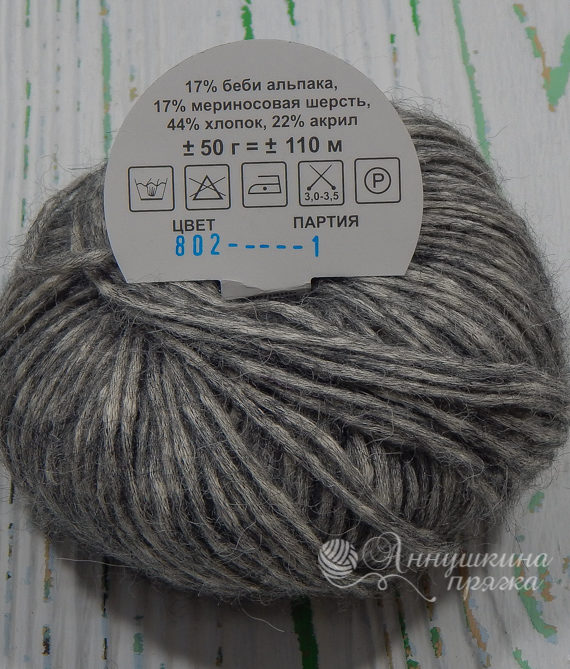 17% беби альпака,
17% мериносовая шерсть,
44% хлопок, 22% акрил
± 50 г = ± 110 м
3,0-3,5 P
ЦВЕТ ПАРТИЯ
802-----1
Аннушкина
пряжа